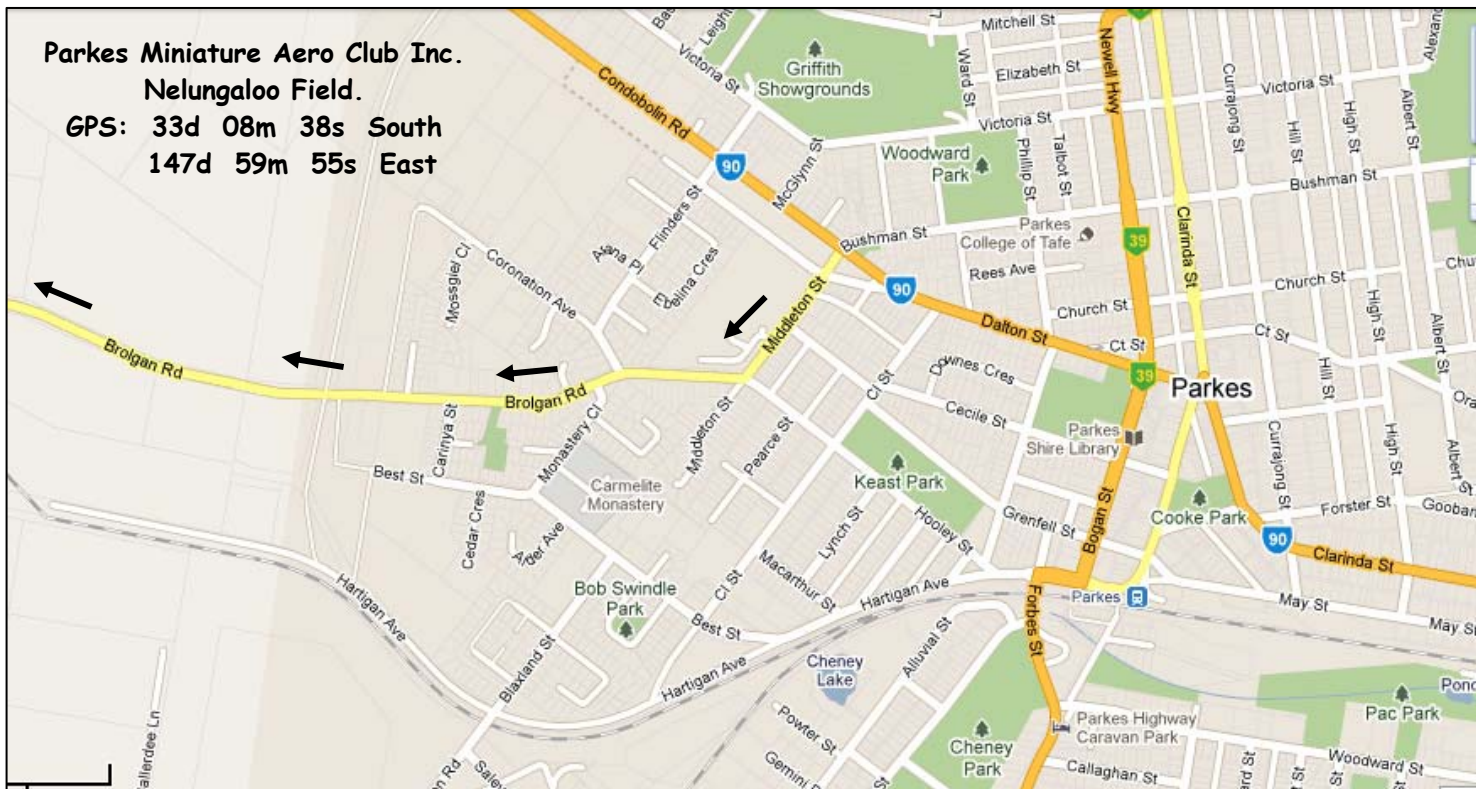 Parkes Miniature Aero Club Inc.
Nelungaloo Field.
GPS: 33d 08m 38s South
147d 59m 55s East
Condobolin Rd
Victoria St
Griffith
Showgrounds
Mitchell St
Ward St
Elizabeth St
Newell Hwy
Victoria St
Victoria St
Currajong St
Hill St
High St
Albert St
90
McGlynn St
Woodward
Park
Phillip St
Talbot St
Bushman St
Bushman St
Flinders St
Parkes
College of Tafe
39
Clarinda St
Mossgiel Cl
Coronation Ave
Alana Pl
Edelina Cres
Rees Ave
Church St
Church St
90
Middleton St
Dalton St
Ct St
Ct St
Brolgan Rd
Brolgan Rd
Downes Cres
39
Parkes
Hill St
High St
Albert St
Cecile St
Cl St
Parkes
Shire Library
Currajong St
High St
Albert St
Carinya St
Monastery Cl
Middleton St
Pearce St
Best St
Carmelite
Monastery
Keast Park
Bogan St
Cooke Park
Forster St
Cedar Cres
Arder Ave
Lynch St
Hooley St
Grenfell St
90
Clarinda St
Hartigan Ave
Bob Swindle
Park
Macarthur St
Hartigan Ave
Parkes
May St
May St
Cl St
Best St
Forbes St
Blaxland St
Hartigan Ave
Cheney
Lake
Alluvial St
Pac Park
Powter St
Cheney
Park
Parkes Highway
Caravan Park
Woodward St
Callaghan St